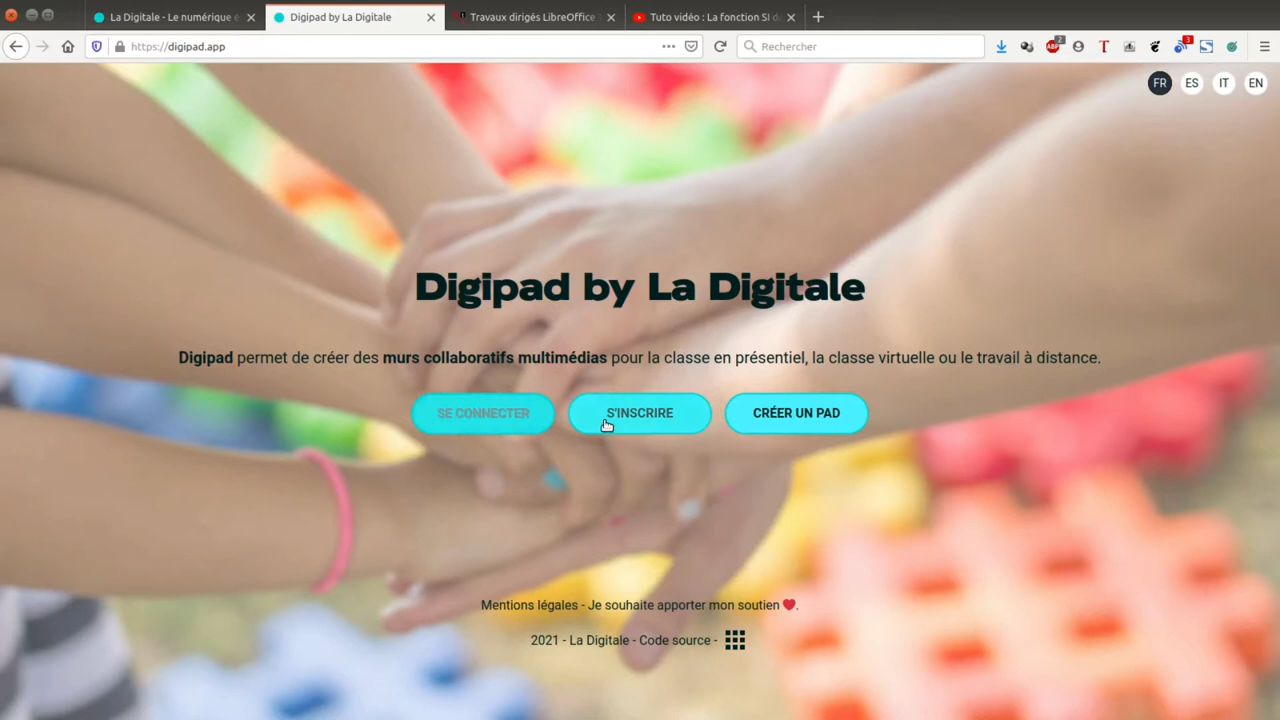 La Digitale - Le numérique é
Digipad by La Digitale
Travaux dirigés LibreOffice
Tuto vidéo : La fonction SI d
https://digipad.app
Rechercher
2
3
FR
ES
IT
EN
Digipad by La Digitale
Digipad permet de créer des murs collaboratifs multimédias pour la classe en présentiel, la classe virtuelle ou le travail à distance.
SE CONNECTER
S'INSCRIRE
CRÉER UN PAD
Mentions légales - Je souhaite apporter mon soutien ❤.
2021 - La Digitale - Code source -